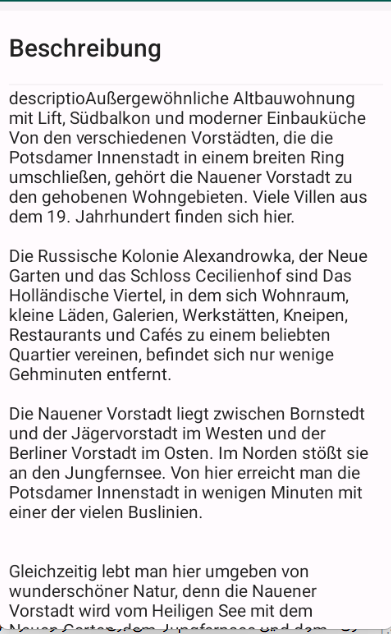 Beschreibung
descriptioAußergewöhnliche Altbauwohnung
mit Lift, Südbalkon und moderner Einbauküche
Von den verschiedenen Vorstädten, die die
Potsdamer Innenstadt in einem breiten Ring
umschließen, gehört die Nauener Vorstadt zu
den gehobenen Wohngebieten. Viele Villen aus
dem 19. Jahrhundert finden sich hier.
Die Russische Kolonie Alexandrowka, der Neue
Garten und das Schloss Cecilienhof sind Das
Holländische Viertel, in dem sich Wohnraum,
kleine Läden, Galerien, Werkstätten, Kneipen,
Restaurants und Cafés zu einem beliebten
Quartier vereinen, befindet sich nur wenige
Gehminuten entfernt.
Die Nauener Vorstadt liegt zwischen Bornstedt
und der Jägervorstadt im Westen und der
Berliner Vorstadt im Osten. Im Norden stößt sie
an den Jungfernsee. Von hier erreicht man die
Potsdamer Innenstadt in wenigen Minuten mit
einer der vielen Buslinien.
Gleichzeitig lebt man hier umgeben von
wunderschöner Natur, denn die Nauener
Vorstadt wird vom Heiligen See mit dem
Neuen Garten, dem Jungfernsee und dem